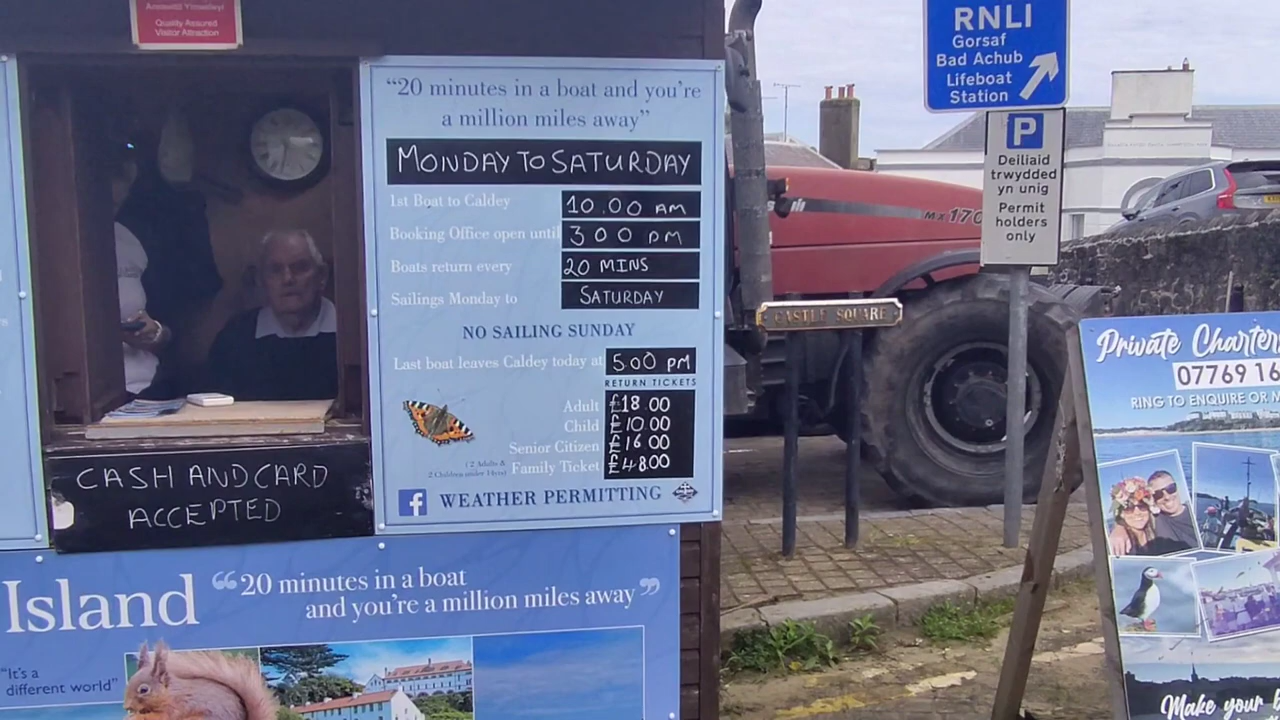 Ansawdd Ymwelwyr
Quality Assured
Visitor Attraction
"20 minutes in a boat and you're
a million miles away"
MONDAY TO SATURDAY
1st Boat to Caldey 10.00 AM
Booking Office open until 3 00 PM
Boats return every 20 MINS
Sailings Monday to SATURDAY
NO SAILING SUNDAY
Last boat leaves Caldey today at 5.00 PM
RETURN TICKETS
Adult £18.00
Child £10.00
Senior Citizen £16 00
( 2 Adults &
2 Children under 14yrs) Family Ticket £48.00
WEATHER PERMITTING
CASH AND CARD
ACCEPTED
Island
"20 minutes in a boat
and you're a million miles away"
"It's a
different world"
RNLI
Gorsaf
Bad Achub
Lifeboat
Station
P
Deiliaid
trwydded
yn unig
Permit
holders
only
MX 170
CASTLE SQUARE
Private Charters
07769 16
RING TO ENQUIRE OR
Make your